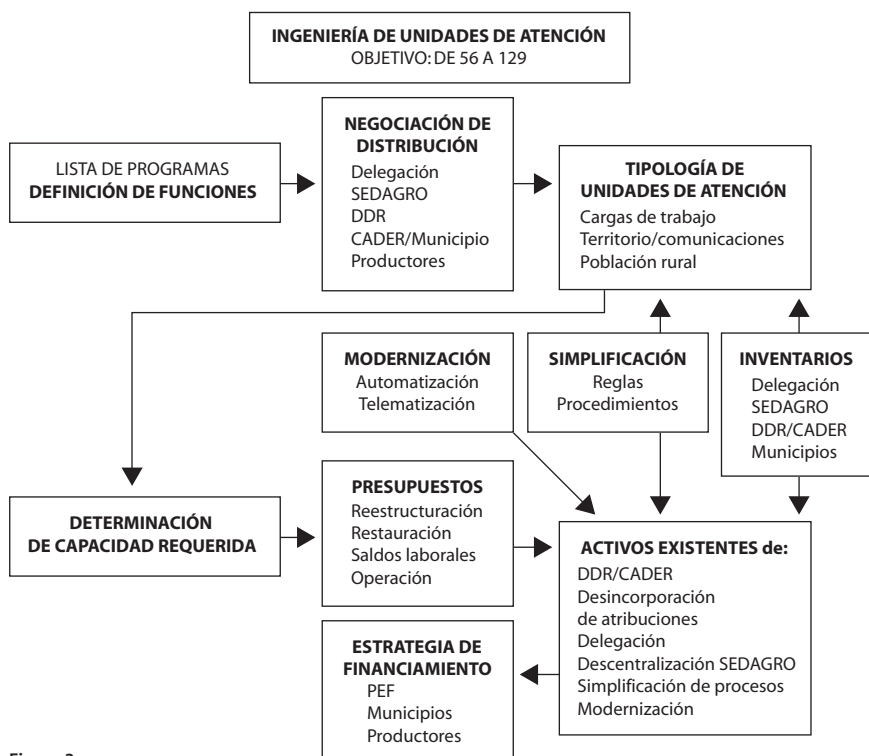 INGENIERÍA DE UNIDADES DE ATENCIÓN
OBJETIVO: DE 56 A 129
LISTA DE PROGRAMAS
DEFINICIÓN DE FUNCIONES
NEGOCIACIÓN DE
DISTRIBUCIÓN
Delegación
SEDAGRO
DDR
CADER/Municipio
Productores
TIPOLOGÍA DE
UNIDADES DE ATENCIÓN
Cargas de trabajo
Territorio/comunicaciones
Población rural
MODERNIZACIÓN
Automatización
Telematización
SIMPLIFICACIÓN
Reglas
Procedimientos
INVENTARIOS
Delegación
SEDAGRO
DDR/CADER
Municipios
DETERMINACIÓN
DE CAPACIDAD REQUERIDA
PRESUPUESTOS
Reestructuración
Restauración
Saldos laborales
Operación
ACTIVOS EXISTENTES de:
DDR/CADER
Desincorporación
de atribuciones
Delegación
Descentralización SEDAGRO
Simplificación de procesos
Modernización
ESTRATEGIA DE
FINANCIAMIENTO
PEF
Municipios
Productores